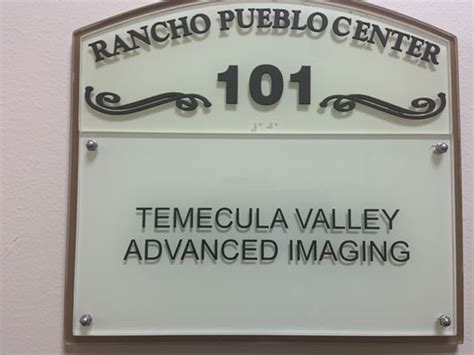 RANCHO PUEBLO CENTER
101
TEMECULA VALLEY
ADVANCED IMAGING